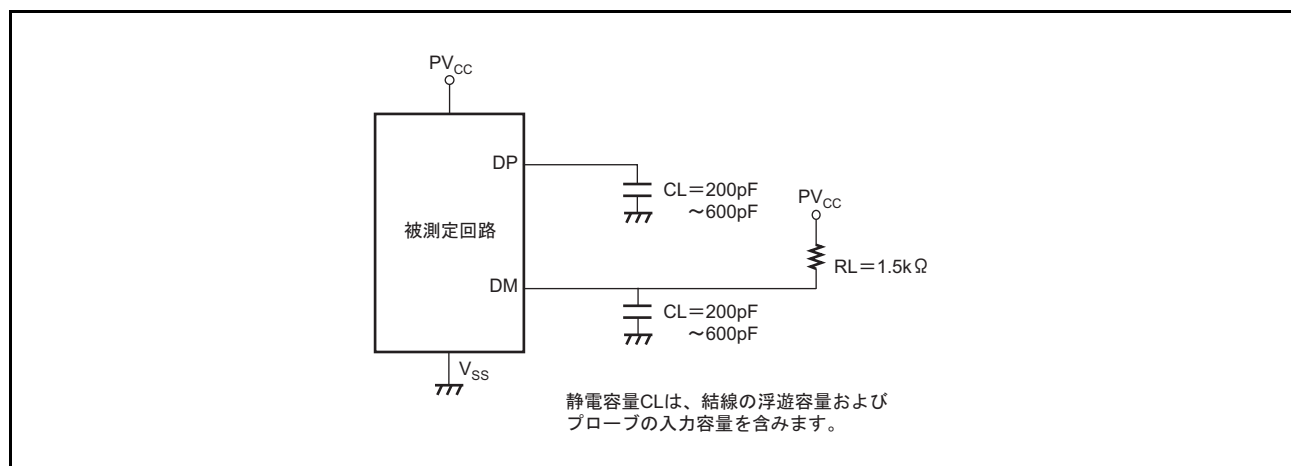 PVCC
DP
CL=200pF
~600pF
PVCC
被測定回路
RL=1.5kΩ
DM
CL=200pF
~600pF
VSS
静電容量CLは、結線の浮遊容量および
プローブの入力容量を含みます。